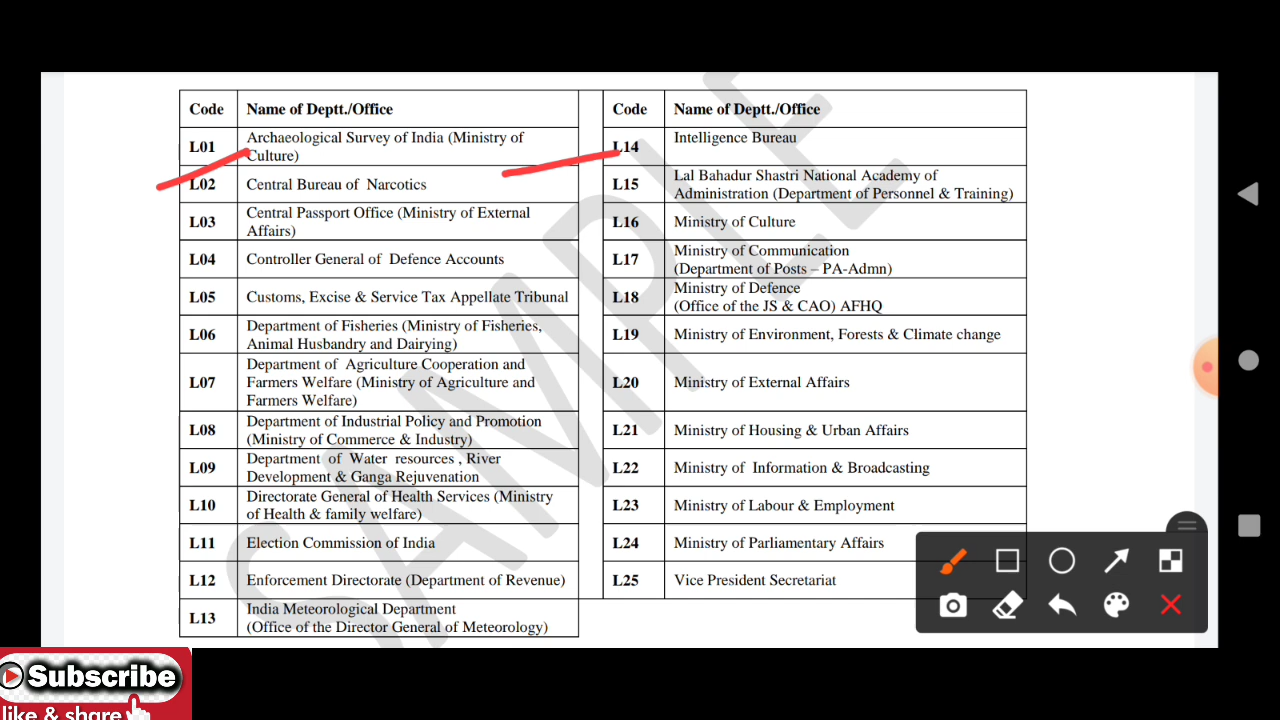 Code Name of Deptt./Office Code Name of Deptt./Office
L01 Archaeological Survey of India (Ministry of
Culture)
L14 Intelligence Bureau
L02 Central Bureau of Narcotics
L15 Lal Bahadur Shastri National Academy of
Administration (Department of Personnel & Training)
L03 Central Passport Office (Ministry of External
Affairs)
L16 Ministry of Culture
L04 Controller General of Defence Accounts
L17 Ministry of Communication
(Department of Posts – PA-Admn)
L05 Customs, Excise & Service Tax Appellate Tribunal
L18 Ministry of Defence
(Office of the JS & CAO) AFHQ
L06 Department of Fisheries (Ministry of Fisheries,
Animal Husbandry and Dairying)
L19 Ministry of Environment, Forests & Climate change
L07 Department of Agriculture Cooperation and
Farmers Welfare (Ministry of Agriculture and
Farmers Welfare)
L20 Ministry of External Affairs
L08 Department of Industrial Policy and Promotion
(Ministry of Commerce & Industry)
L21 Ministry of Housing & Urban Affairs
L09 Department of Water resources , River
Development & Ganga Rejuvenation
L22 Ministry of Information & Broadcasting
L10 Directorate General of Health Services (Ministry
of Health & family welfare)
L23 Ministry of Labour & Employment
L11 Election Commission of India
L24 Ministry of Parliamentary Affairs
L12 Enforcement Directorate (Department of Revenue)
L25 Vice President Secretariat
L13 India Meteorological Department
(Office of the Director General of Meteorology)
SAMPLE
Subscribe
like & share